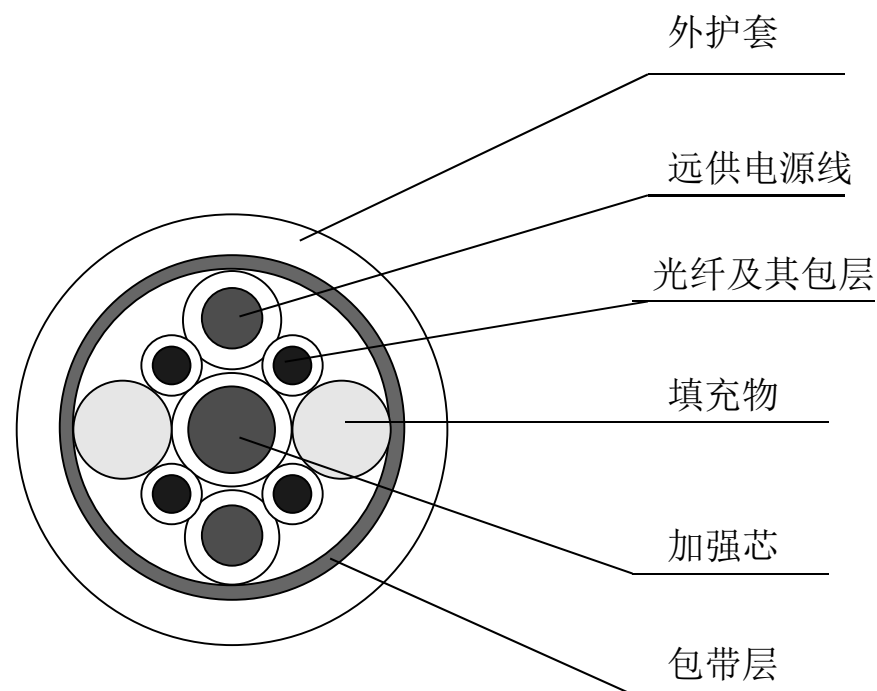 外护套
远供电源线
光纤及其包层
填充物
加强芯
包带层